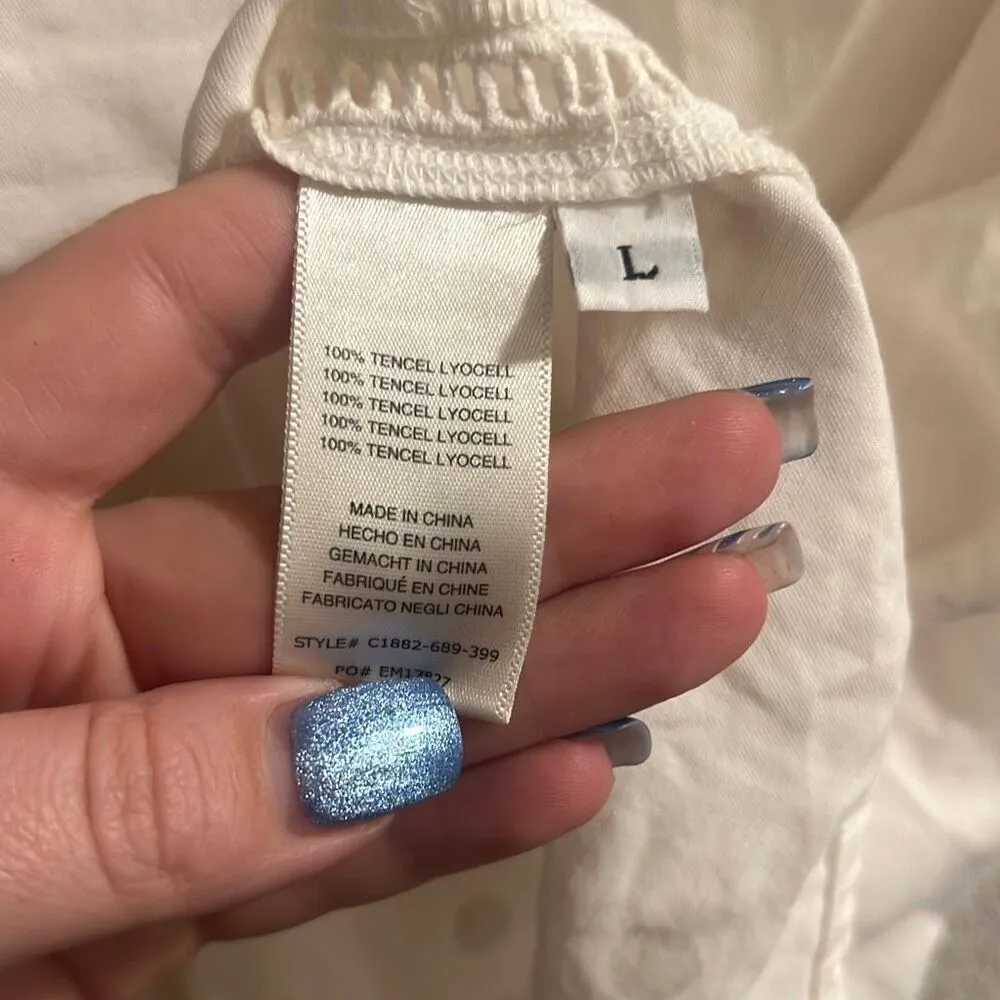 L
100% TENCEL LYOCELL
100% TENCEL LYOCELL
100% TENCEL LYOCELL
100% TENCEL LYOCELL
100% TENCEL LYOCELL
MADE IN CHINA
HECHO EN CHINA
GEMACHT IN CHINA
FABRIQUÉ EN CHINE
FABRICATO NEGLI CHINA
STYLE# C1882-689-399
PO#